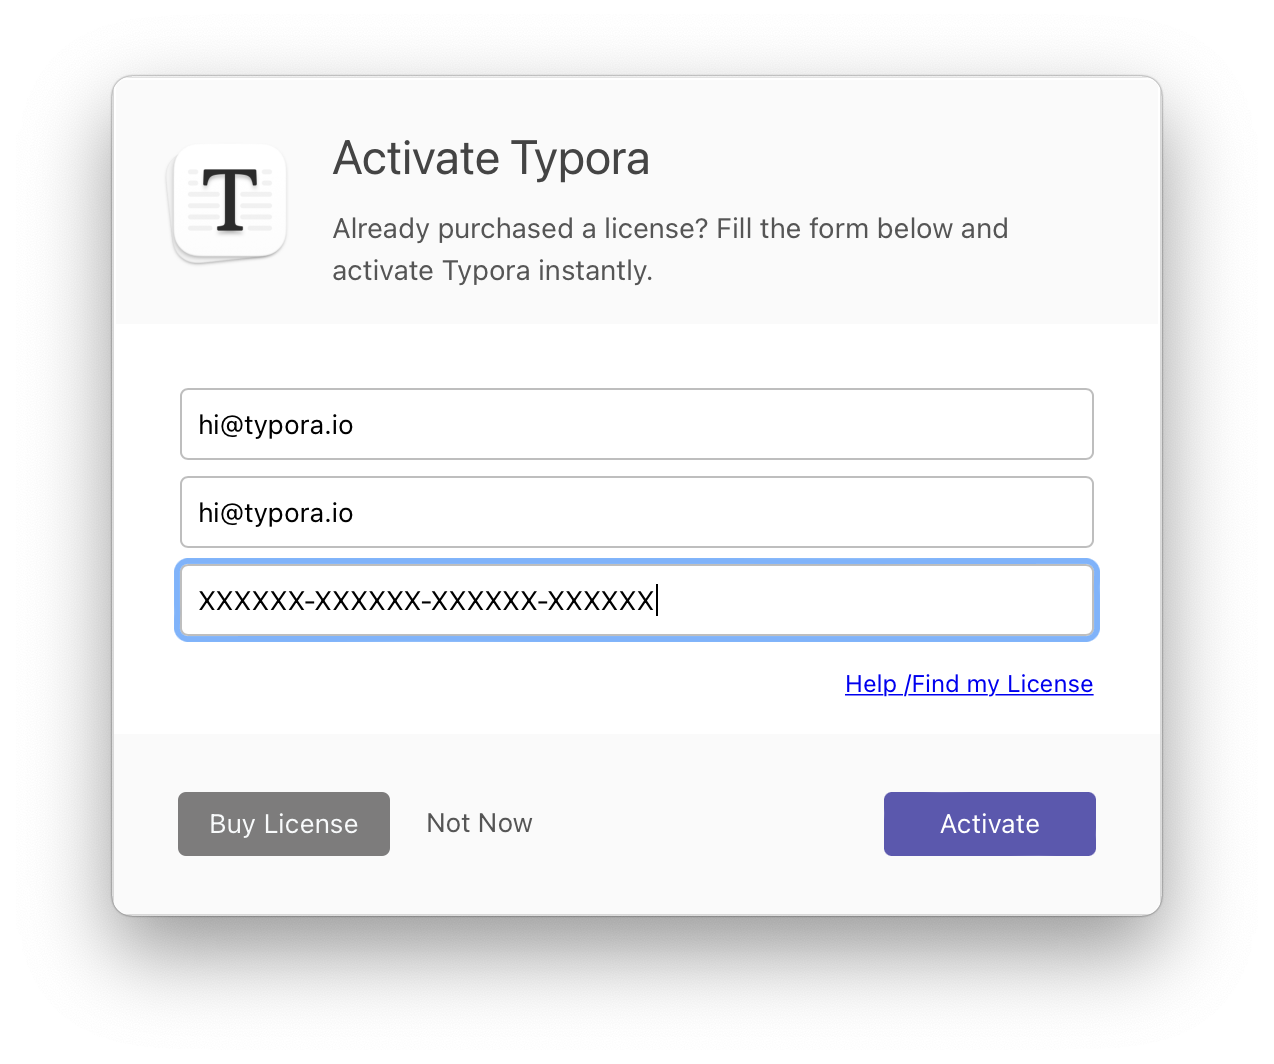 T
Activate Typora
Already purchased a license? Fill the form below and
activate Typora instantly.
hi@typora.io
hi@typora.io
XXXXXX-XXXXXX-XXXXXX-XXXXXX
Help /Find my License
Buy License
Not Now
Activate